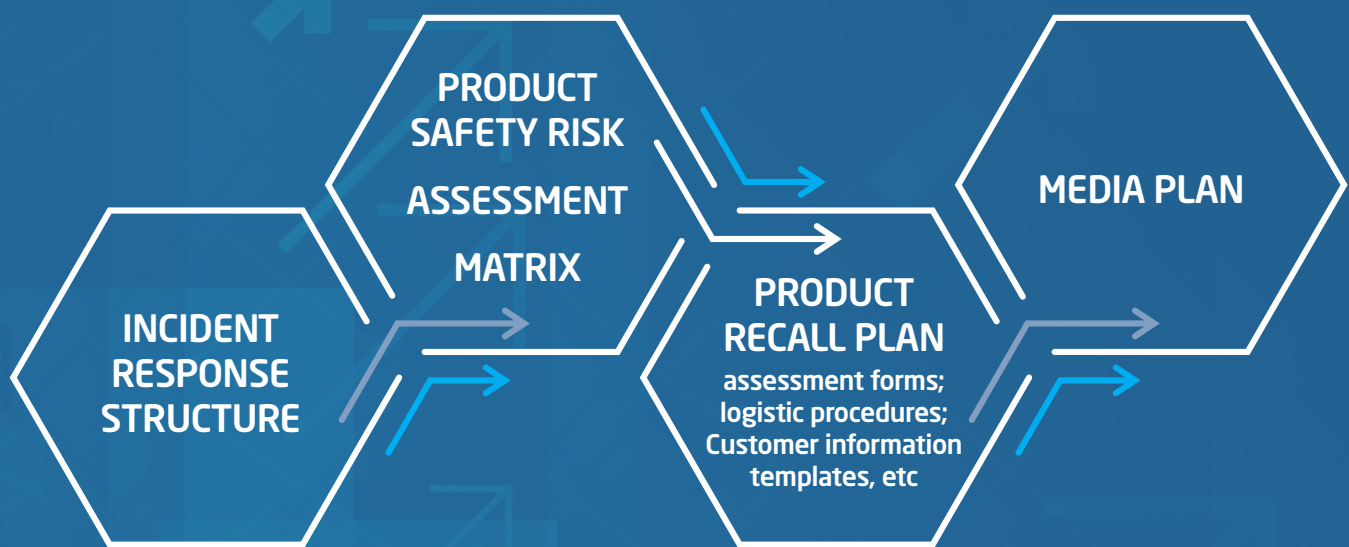 INCIDENT
RESPONSE
STRUCTURE
PRODUCT
SAFETY RISK
ASSESSMENT
MATRIX
PRODUCT
RECALL PLAN
assessment forms;
logistic procedures;
Customer information
templates, etc
MEDIA PLAN